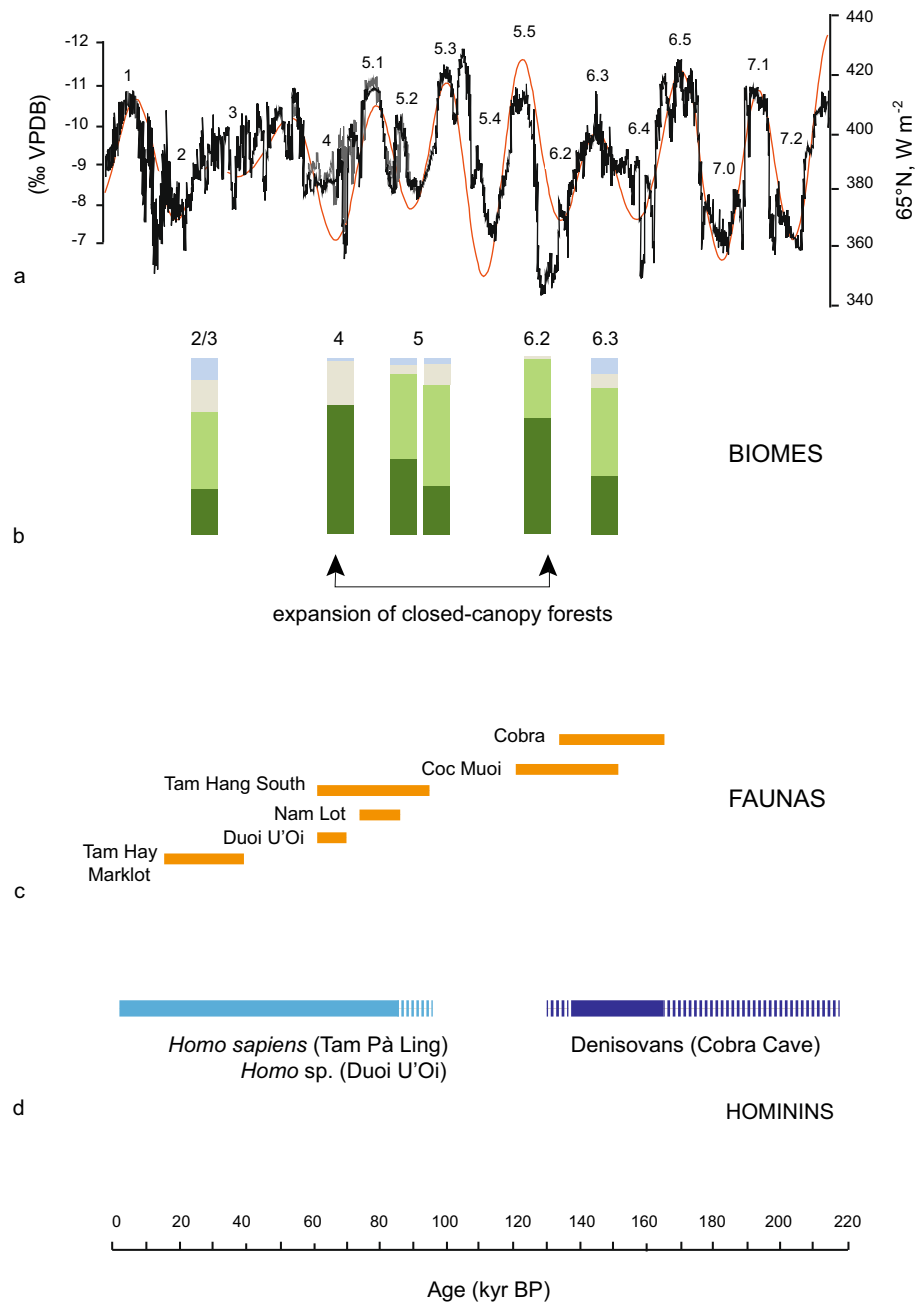 440
-12
5.5
5.3
6.5
5.1
7.1
6.3
-11
420
1
5.2
3
-10
400
5.4
6.4
4
-9
6.2
2
7.2
7.0
380
-8
-7
360
340
(‰ VPDB)
65°N, W m⁻²
a
2/3
4
5
6.2
6.3
BIOMES
b
expansion of closed-canopy forests
Cobra
Coc Muoi
Tam Hang South
Nam Lot
Duoi U'Oi
Tam Hay
Marklot
FAUNAS
c
Homo sapiens (Tam Pà Ling)
Homo sp. (Duoi U'Oi)
Denisovans (Cobra Cave)
d
HOMININS
0 20 40 60 80 100 120 140 160 180 200 220
Age (kyr BP)